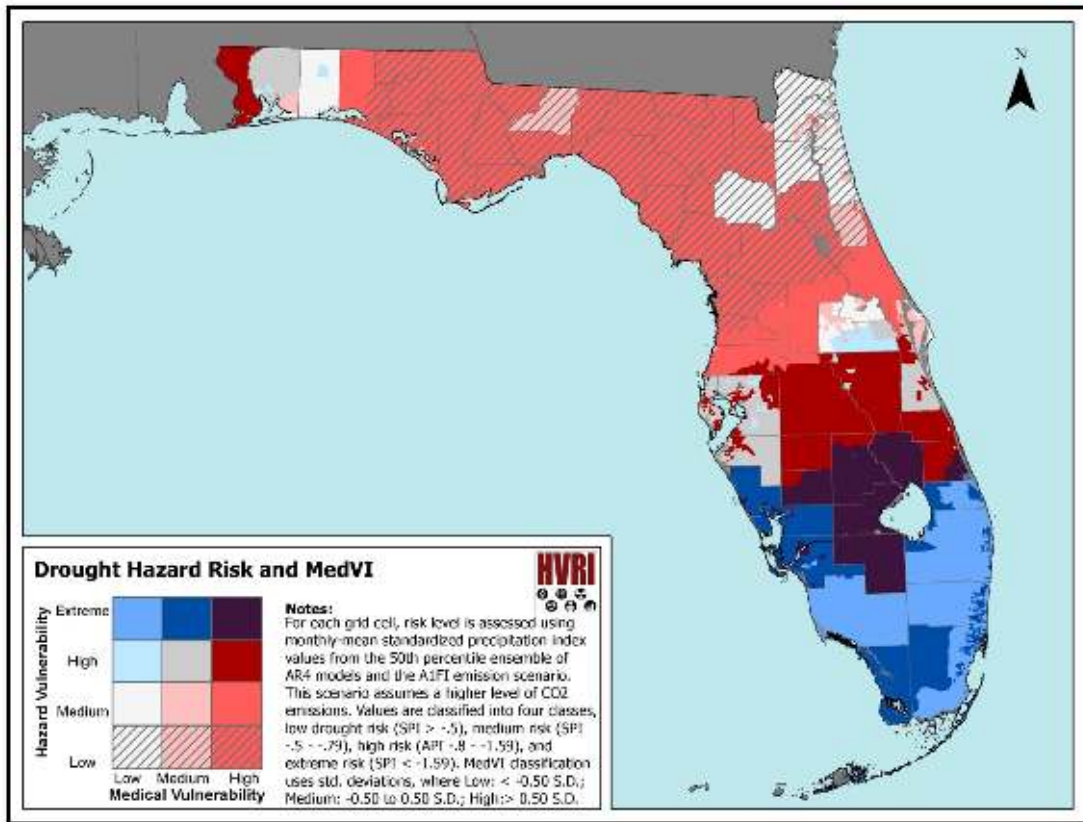 N
Drought Hazard Risk and MedVI
HVRI
Hazard Vulnerability
Extreme
High
Medium
Low
Low Medium High
Medical Vulnerability
Notes:
For each grid cell, risk level is assessed using
monthly-mean standardized precipitation index
values from the 50th percentile ensemble of
AR4 models and the A1FI emission scenario.
This scenario assumes a higher level of CO2
emissions. Values are classified into four classes,
low drought risk (SPI > -.5), medium risk (SPI
-.5 - -.79), high risk (API -.8 - -1.59), and
extreme risk (SPI < -1.59). MedVI classification
uses std. deviations, where Low: < -0.50 S.D.;
Medium: -0.50 to 0.50 S.D.; High:> 0.50 S.D.